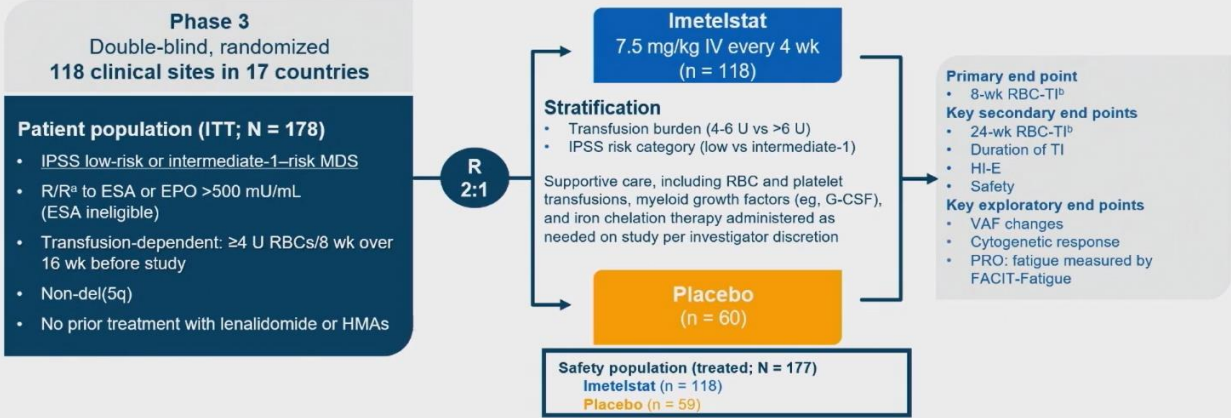 Phase 3
Double-blind, randomized
118 clinical sites in 17 countries
Patient population (ITT; N = 178)
• IPSS low-risk or intermediate-1–risk MDS
• R/Rᵃ to ESA or EPO >500 mU/mL
(ESA ineligible)
• Transfusion-dependent: ≥4 U RBCs/8 wk over
16 wk before study
• Non-del(5q)
• No prior treatment with lenalidomide or HMAs
R
2:1
Imetelstat
7.5 mg/kg IV every 4 wk
(n = 118)
Stratification
• Transfusion burden (4-6 U vs >6 U)
• IPSS risk category (low vs intermediate-1)
Supportive care, including RBC and platelet
transfusions, myeloid growth factors (eg, G-CSF),
and iron chelation therapy administered as
needed on study per investigator discretion
Placebo
(n = 60)
Safety population (treated; N = 177)
Imetelstat (n = 118)
Placebo (n = 59)
Primary end point
• 8-wk RBC-TIᵇ
Key secondary end points
• 24-wk RBC-TIᵇ
• Duration of TI
• HI-E
• Safety
Key exploratory end points
• VAF changes
• Cytogenetic response
• PRO: fatigue measured by
FACIT-Fatigue